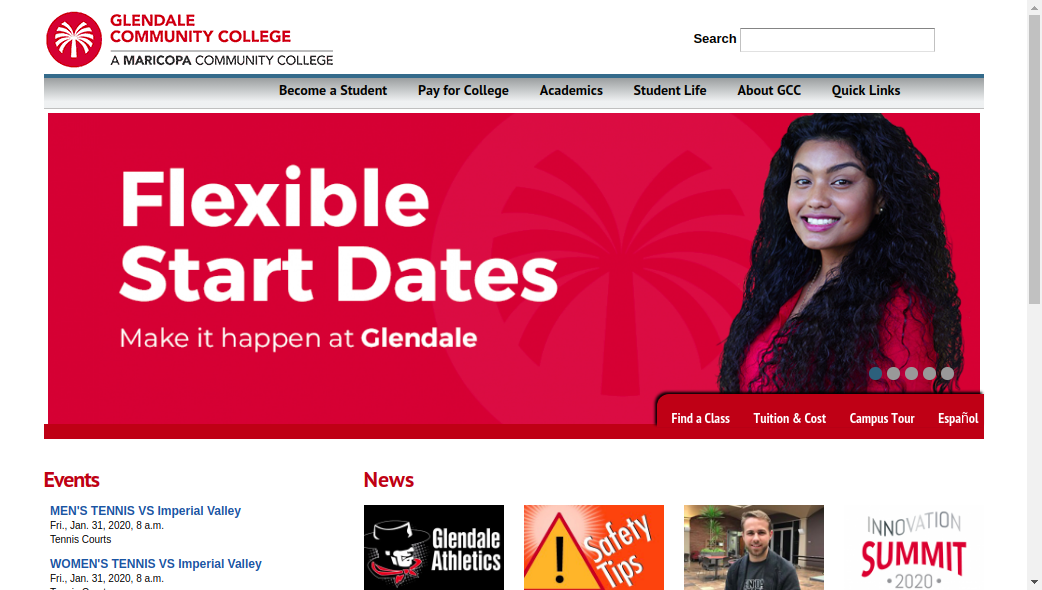 GLENDALE
COMMUNITY COLLEGE
A MARICOPA COMMUNITY COLLEGE
Search
Become a Student Pay for College Academics Student Life About GCC Quick Links
Flexible
Start Dates
Make it happen at Glendale
Find a Class Tuition & Cost Campus Tour Español
Events
MEN'S TENNIS VS Imperial Valley
Fri., Jan. 31, 2020, 8 a.m.
Tennis Courts
WOMEN'S TENNIS VS Imperial Valley
Fri., Jan. 31, 2020, 8 a.m.
News
Glendale
Athletics
Safety
Tips
INNOVATION
SUMMIT
•2020•